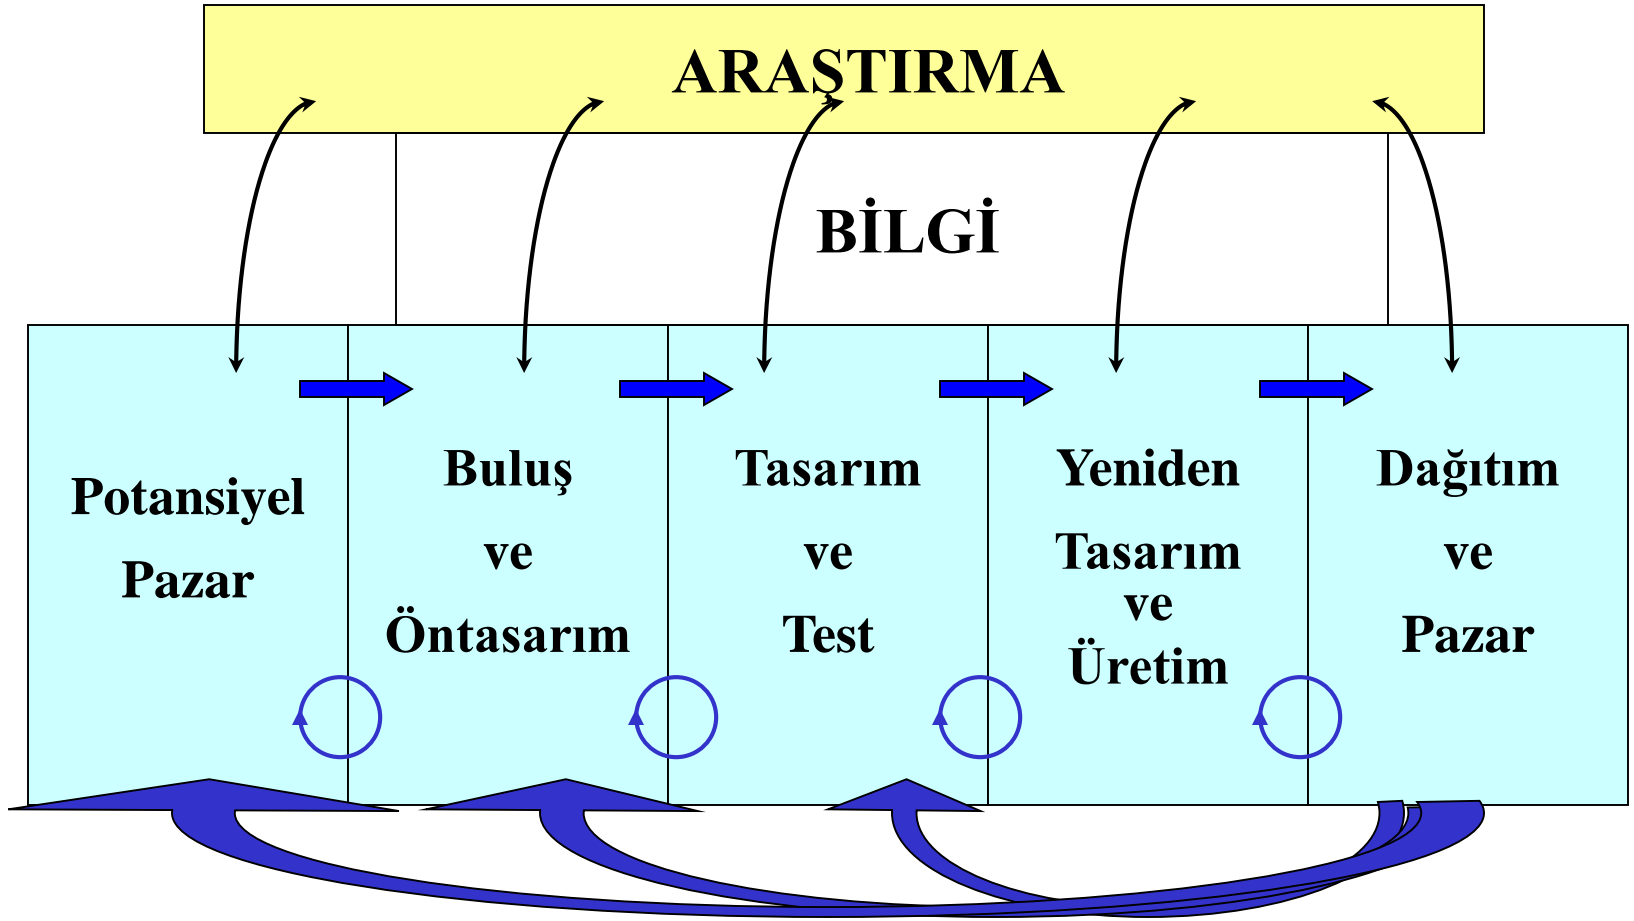 ARAŞTIRMA
BİLGİ
Potansiyel
Pazar
Buluş
ve
Öntasarım
Tasarım
ve
Test
Yeniden
Tasarım
ve
Üretim
Dağıtım
ve
Pazar